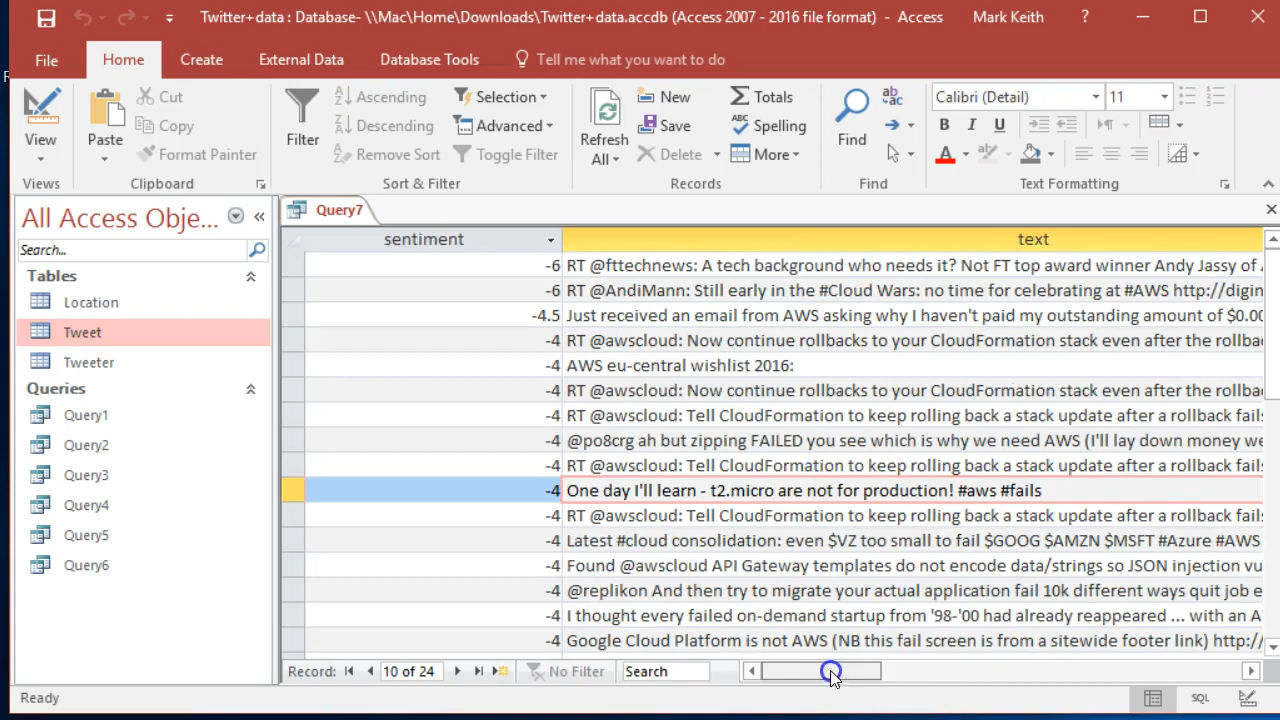 Twitter+data : Database- \\Mac\Home\Downloads\Twitter+data.accdb (Access 2007 - 2016 file format) - Access Mark Keith ?
File Home Create External Data Database Tools Tell me what you want to do
View
Views
Paste
Cut
Copy
Format Painter
Clipboard
Filter
Ascending
Descending
Remove Sort
Selection
Advanced
Toggle Filter
Sort & Filter
Refresh
All
New
Save
Delete
Totals
Spelling
More
Records
Find
ab
ac
Find
Calibri (Detail) 11
B I U
A ab
Text Formatting
All Access Obje...
Search...
Tables
Location
Tweet
Tweeter
Queries
Query1
Query2
Query3
Query4
Query5
Query6
Query7
sentiment text
-6 RT @fttechnews: A tech background who needs it? Not FT top award winner Andy Jassy of
-6 RT @AndiMann: Still early in the #Cloud Wars: no time for celebrating at #AWS http://digin
-4.5 Just received an email from AWS asking why I haven't paid my outstanding amount of $0.00
-4 RT @awscloud: Now continue rollbacks to your CloudFormation stack even after the rollba
-4 AWS eu-central wishlist 2016:
-4 RT @awscloud: Now continue rollbacks to your CloudFormation stack even after the rollba
-4 RT @awscloud: Tell CloudFormation to keep rolling back a stack update after a rollback fails
-4 @po8crg ah but zipping FAILED you see which is why we need AWS (I'll lay down money we
-4 RT @awscloud: Tell CloudFormation to keep rolling back a stack update after a rollback fails
-4 One day I'll learn - t2.micro are not for production! #aws #fails
-4 RT @awscloud: Tell CloudFormation to keep rolling back a stack update after a rollback fails
-4 Latest #cloud consolidation: even $VZ too small to fail $GOOG $AMZN $MSFT #Azure #AWS
-4 Found @awscloud API Gateway templates do not encode data/strings so JSON injection vu
-4 @replikon And then try to migrate your actual application fail 10k different ways quit job e
-4 I thought every failed on-demand startup from '98-'00 had already reappeared ... with an A
-4 Google Cloud Platform is not AWS (NB this fail screen is from a sitewide footer link) http:/
Record: 10 of 24 No Filter Search
Ready SQL